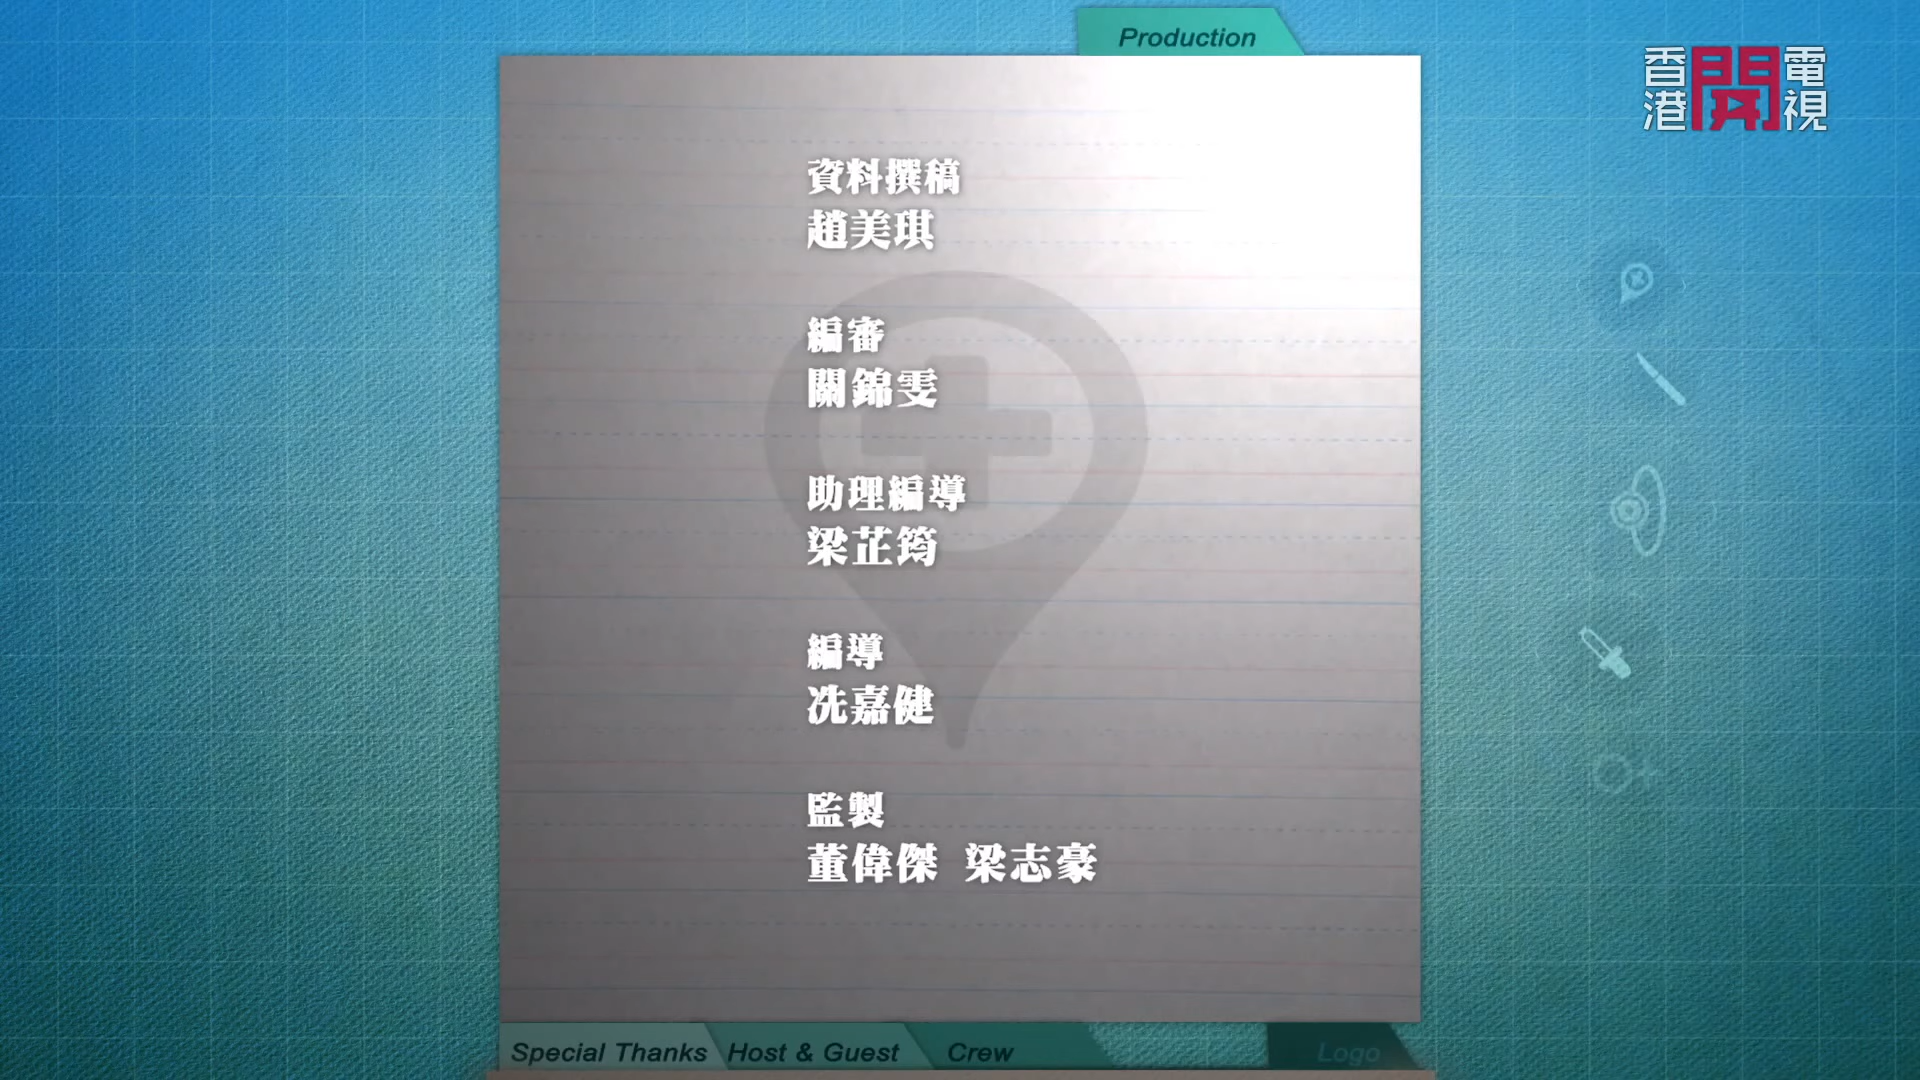 Production
香港開電視
資料撰稿
趙美琪
編審
關錦雯
助理編導
梁芷筠
編導
冼嘉健
監製
董偉傑 梁志豪
Special Thanks
Host & Guest
Crew
Logo